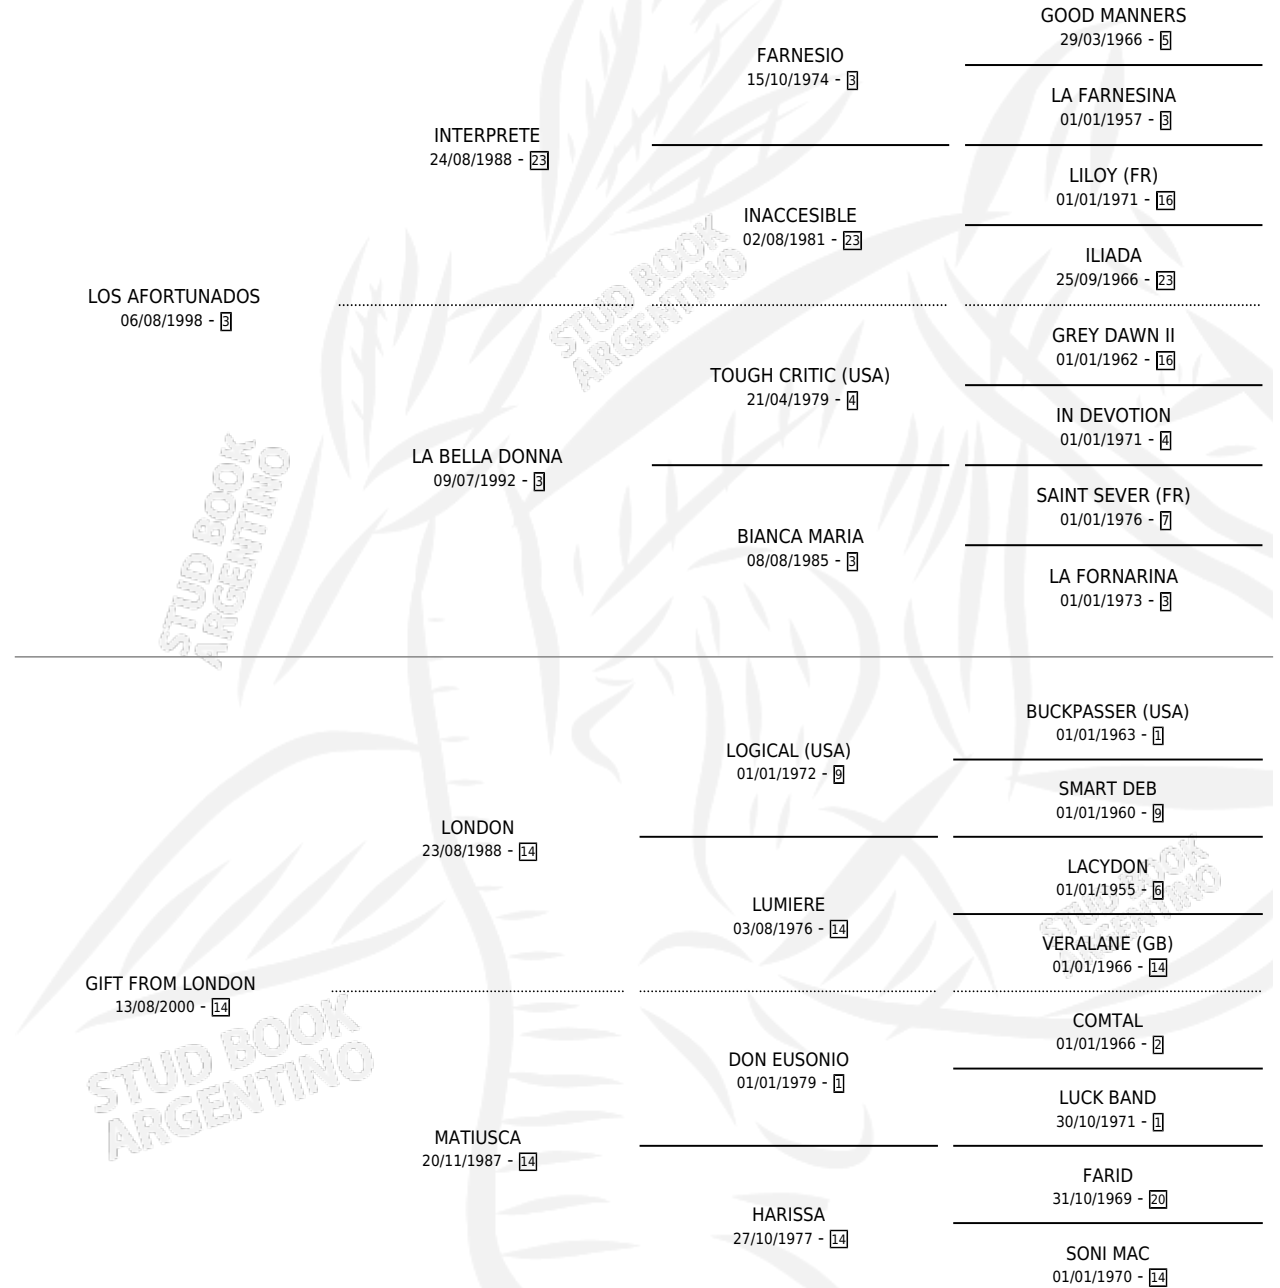 GOOD MANNERS
29/03/1966 - 5
FARNESIO
15/10/1974 - 3
LA FARNESINA
01/01/1957 - 3
INTERPRETE
24/08/1988 - 23
LILOY (FR)
01/01/1971 - 16
INACCESIBLE
02/08/1981 - 23
ILIADA
25/09/1966 - 23
LOS AFORTUNADOS
06/08/1998 - 3
STUD BOOK
ARGENTINO
GREY DAWN II
01/01/1962 - 16
TOUGH CRITIC (USA)
21/04/1979 - 4
IN DEVOTION
01/01/1971 - 4
LA BELLA DONNA
09/07/1992 - 3
SAINT SEVER (FR)
01/01/1976 - 7
BIANCA MARIA
08/08/1985 - 3
LA FORNARINA
01/01/1973 - 3
STUD BOOK
ARGENTINO
BUCKPASSER (USA)
01/01/1963 - 1
LOGICAL (USA)
01/01/1972 - 9
SMART DEB
01/01/1960 - 9
LONDON
23/08/1988 - 14
LACYDON
01/01/1955 - 6
LUMIERE
03/08/1976 - 14
STUD BOOK
ARGENTINO
VERALANE (GB)
01/01/1966 - 14
GIFT FROM LONDON
13/08/2000 - 14
COMTAL
01/01/1966 - 2
DON EUSONIO
01/01/1979 - 1
STUD BOOK
ARGENTINO
LUCK BAND
30/10/1971 - 1
MATIUSCA
20/11/1987 - 14
FARID
31/10/1969 - 20
HARISSA
27/10/1977 - 14
SONI MAC
01/01/1970 - 14